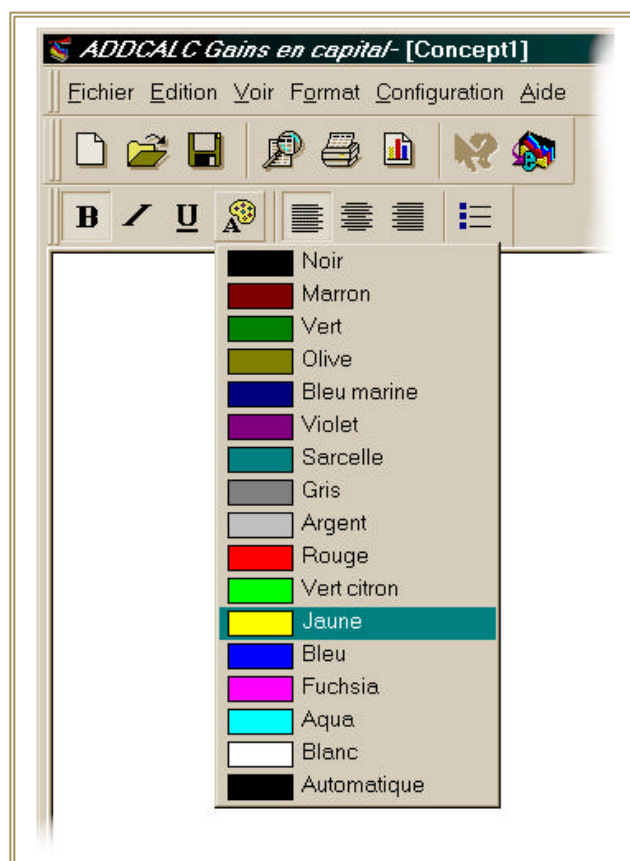 ADDCALC Gains en capital- [Concept1]
Fichier Edition Voir Format Configuration Aide
B I U A
Noir
Marron
Vert
Olive
Bleu marine
Violet
Sarcelle
Gris
Argent
Rouge
Vert citron
Jaune
Bleu
Fuchsia
Aqua
Blanc
Automatique